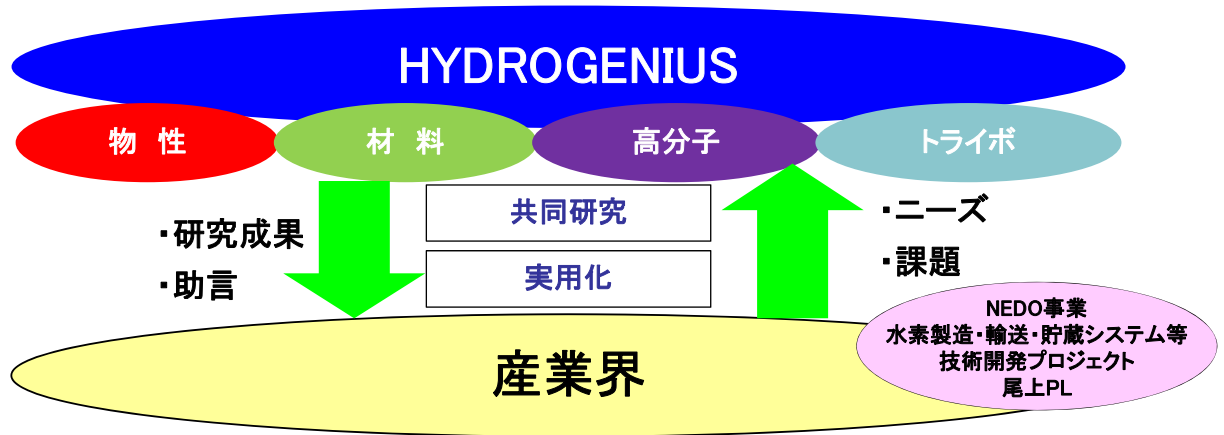 HYDROGENIUS
物　性
材　料
高分子
トライボ
・研究成果
・助言
共同研究
実用化
・ニーズ
・課題
産業界
NEDO事業
水素製造・輸送・貯蔵システム等
技術開発プロジェクト
尾上PL